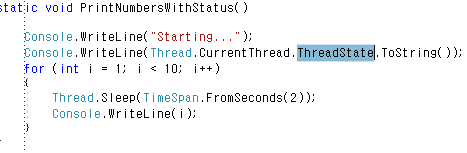 static void PrintNumbersWithStatus()
Console.WriteLine("Starting...");
Console.WriteLine(Thread.CurrentThread.ThreadState.ToString());
for (int i = 1; i < 10; i++)
{
Thread.Sleep(TimeSpan.FromSeconds(2));
Console.WriteLine(i);
}